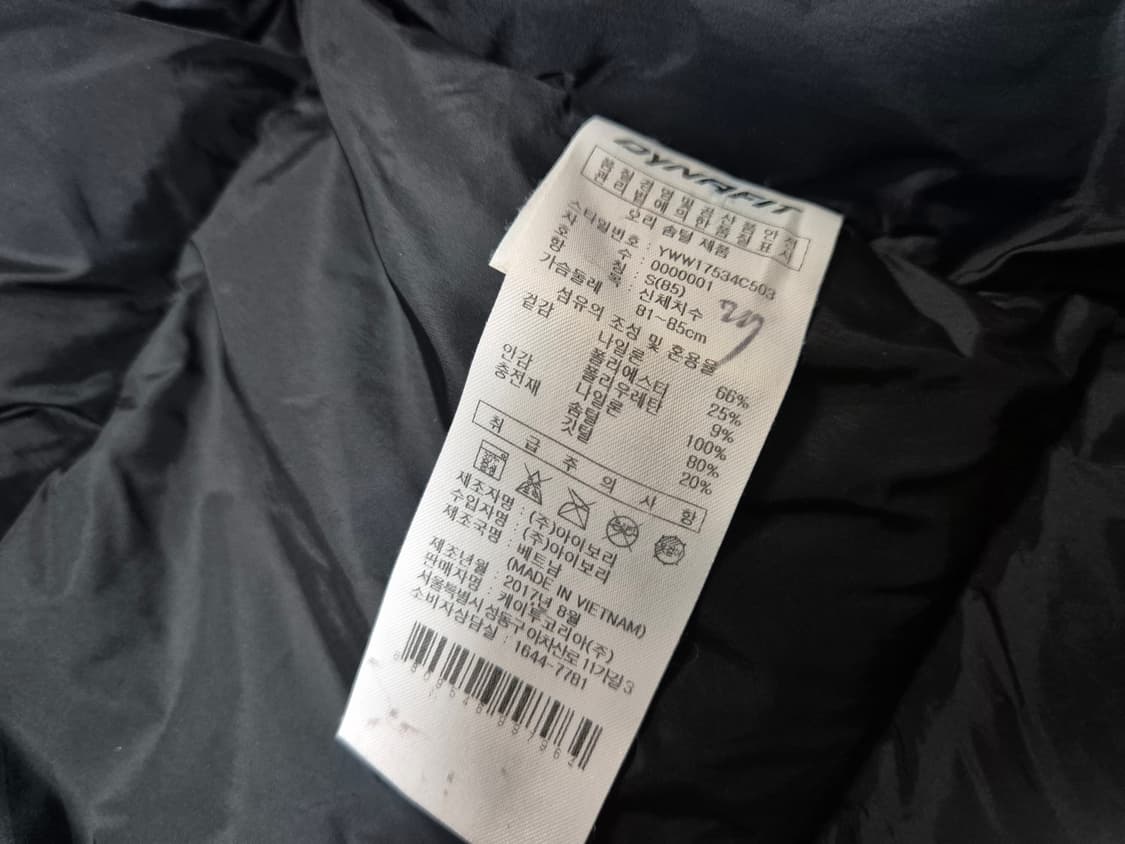 DYNAFIT
품질경영및공산품안전
관리법에의한품질표시
오리 솜털 제품
스타일번호 : YWW17534C503
차수 : 0000001
호칭 : S(85)
항목 : 신체치수
가슴둘레 81~85cm
섬유의 조성 및 혼용율
겉감 나일론 66%
폴리에스터 25%
폴리우레탄 9%
안감 나일론 100%
충전재 솜털 80%
깃털 20%
취급주의사항
제조자명 : (주)아이보리
수입자명 : (주)아이보리
제조국명 : 베트남
(MADE IN VIETNAM)
제조년월 : 2017년 8월
판매자명 : 케이투코리아(주)
서울특별시 성동구 아차산로 11가길 3
소비자상담실 : 1644-7781